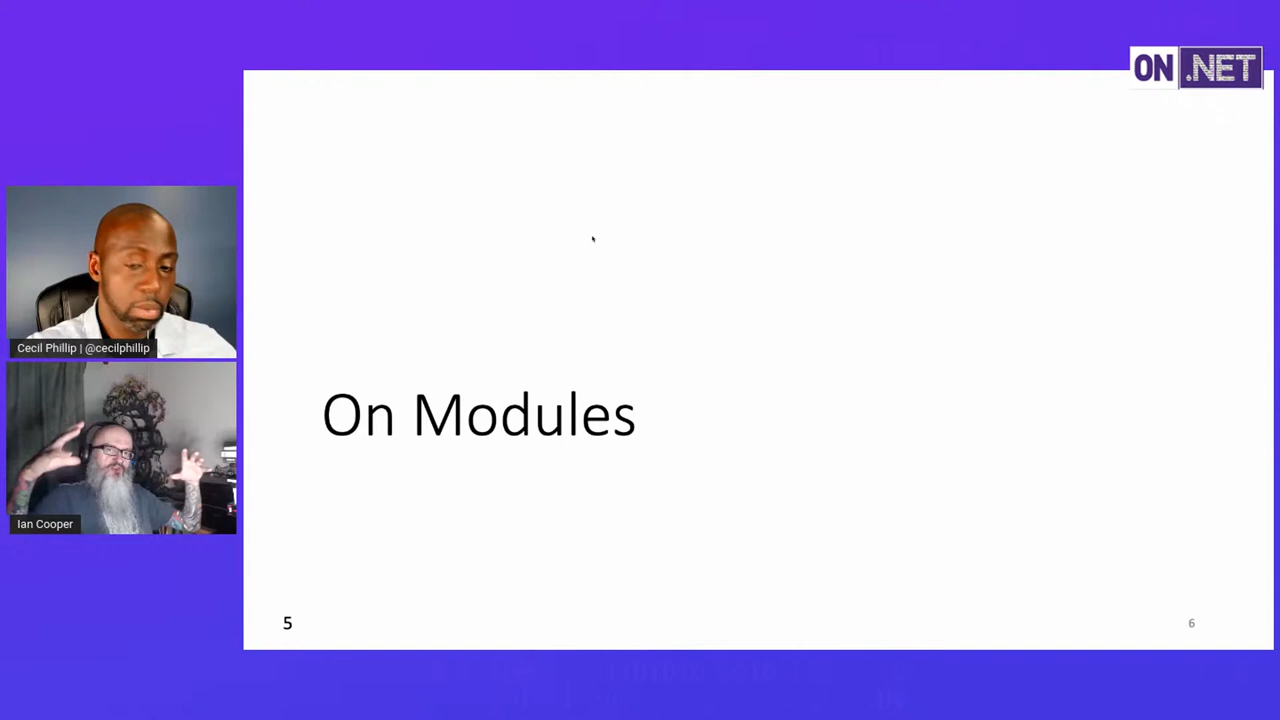 ON .NET
Cecil Phillip | @cecilphillip
Ian Cooper
On Modules
5
6